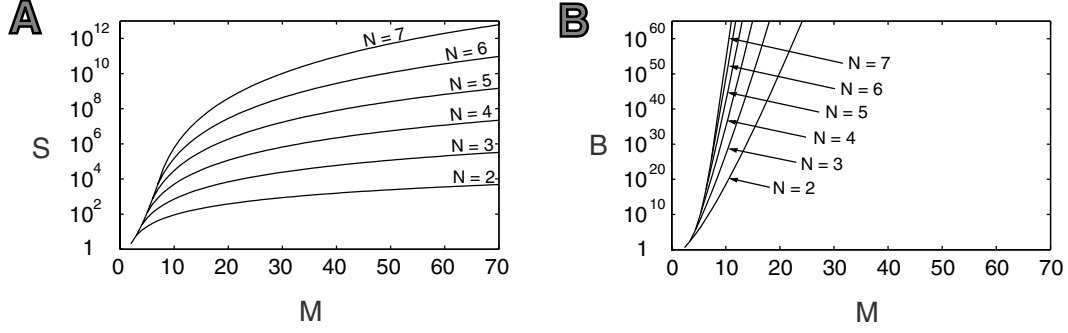 A
S
10^12
10^10
10^8
10^6
10^4
10^2
1
N = 7
N = 6
N = 5
N = 4
N = 3
N = 2
0 10 20 30 40 50 60 70
M
B
B
10^60
10^50
10^40
10^30
10^20
10^10
1
N = 7
N = 6
N = 5
N = 4
N = 3
N = 2
0 10 20 30 40 50 60 70
M